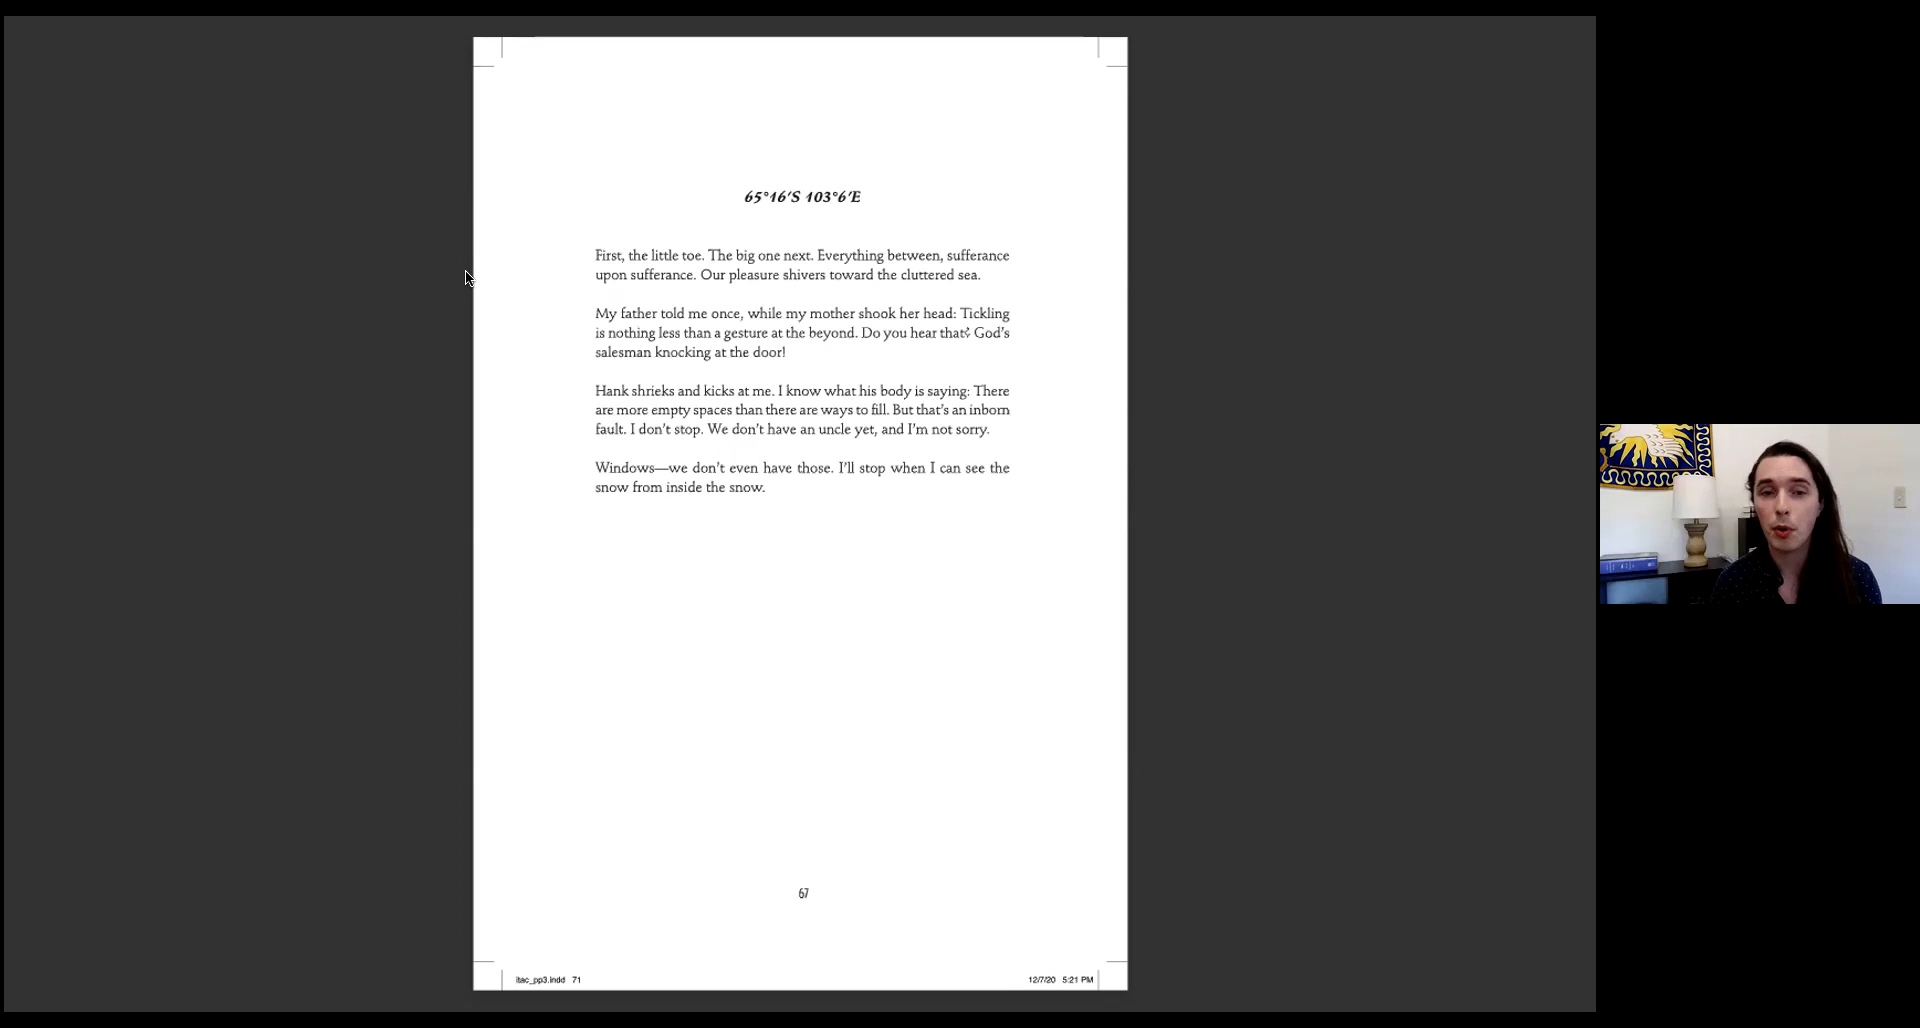 65°16'S 103°6'E
First, the little toe. The big one next. Everything between, sufferance
upon sufferance. Our pleasure shivers toward the cluttered sea.
My father told me once, while my mother shook her head: Tickling
is nothing less than a gesture at the beyond. Do you hear that? God's
salesman knocking at the door!
Hank shrieks and kicks at me. I know what his body is saying: There
are more empty spaces than there are ways to fill. But that's an inborn
fault. I don't stop. We don't have an uncle yet, and I'm not sorry.
Windows—we don't even have those. I'll stop when I can see the
snow from inside the snow.
67
itac_pp3.indd 71
12/7/20 5:21 PM